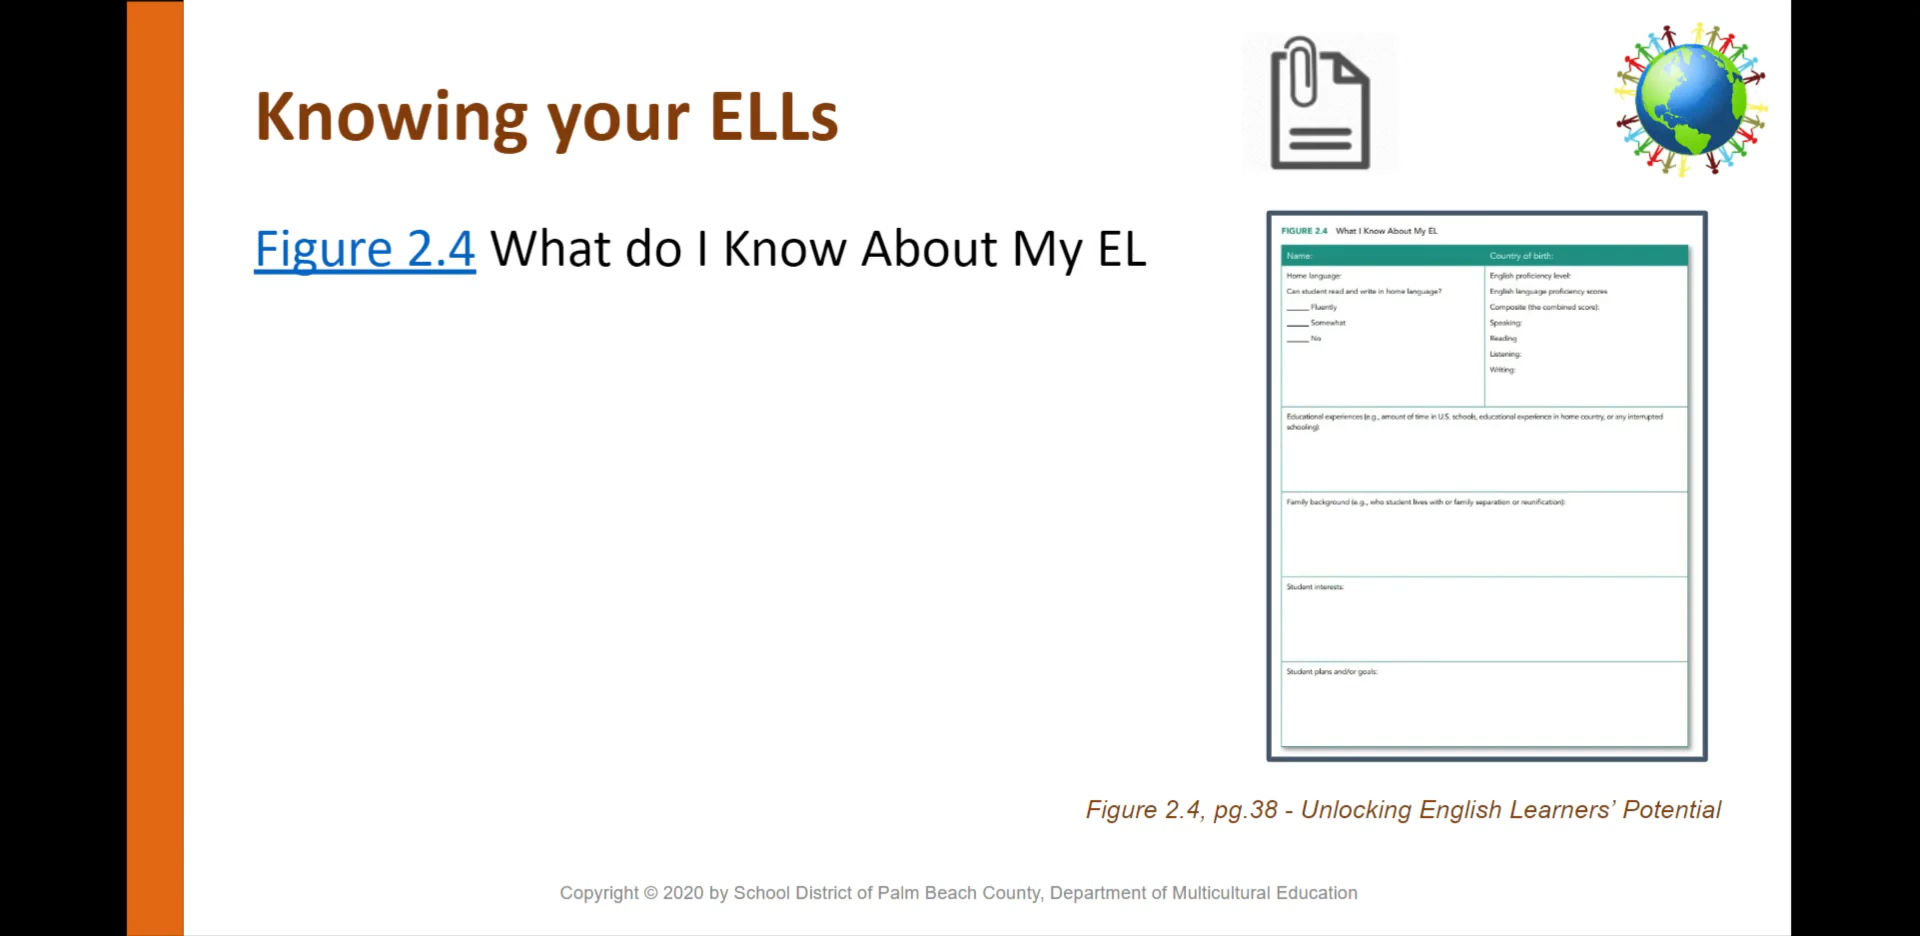 Knowing your ELLs
Figure 2.4 What do I Know About My EL
FIGURE 2.4 What I Know About My EL
Name:
Country of birth:
Home language:
Can student read and write in home language?
_____ Fluently
_____ Somewhat
_____ No
English proficiency level:
English language proficiency scores
Composite (the combined score):
Speaking:
Reading
Listening:
Writing:
Educational experiences (e.g., amount of time in U.S. schools, educational experience in home country, or any interrupted
schooling):
Family background (e.g., who student lives with or family separation or reunification):
Student interests:
Student plans and/or goals:
Figure 2.4, pg.38 - Unlocking English Learners’ Potential
Copyright © 2020 by School District of Palm Beach County, Department of Multicultural Education